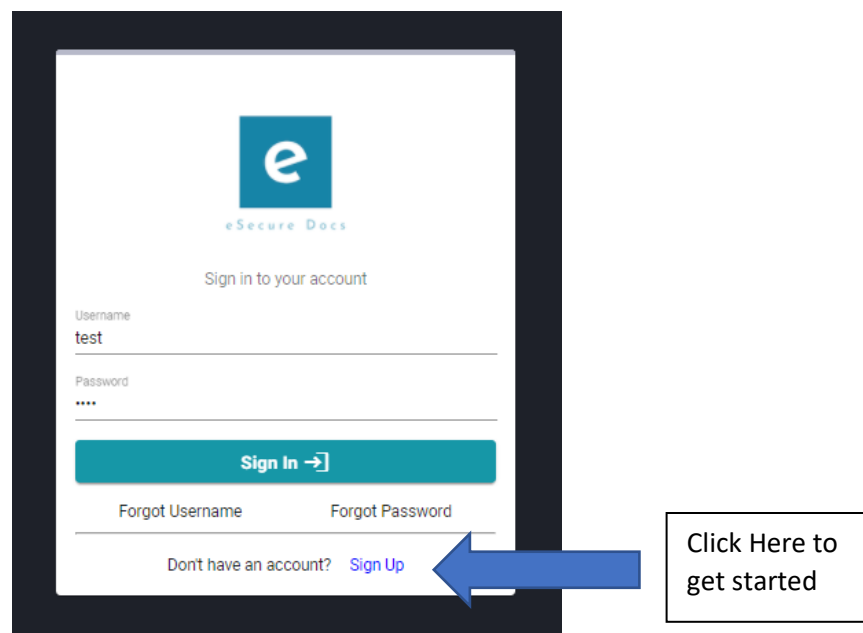 e
eSecure Docs
Sign in to your account
Username
test
Password
••••
Sign In
Forgot Username Forgot Password
Don't have an account? Sign Up
Click Here to
get started